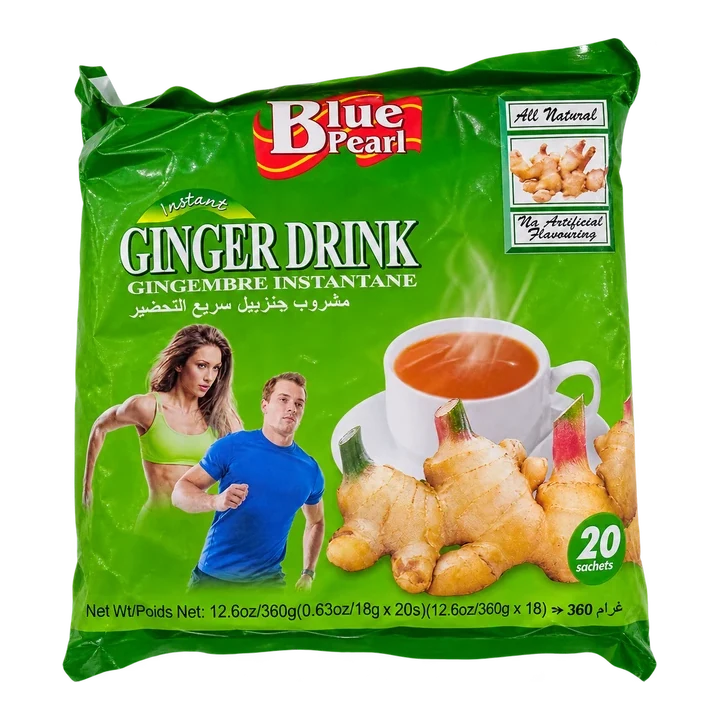 Blue
Pearl
All Natural
No Artificial
Flavouring
Instant
GINGER DRINK
GINGEMBRE INSTANTANE
مشروب جنزبيل سريع التحضير
20
sachets
Net Wt/Poids Net: 12.6oz/360g(0.63oz/18g x 20s)(12.6oz/360g x 18) ➾ 360 غرام